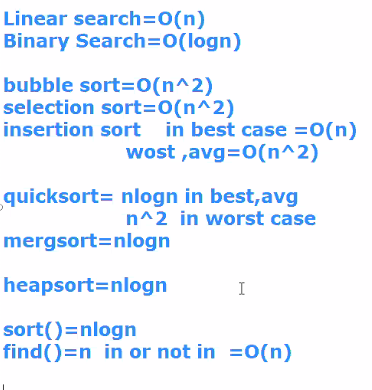 Linear search=O(n)
Binary Search=O(logn)
bubble sort=O(n^2)
selection sort=O(n^2)
insertion sort    in best case =O(n)
wost ,avg=O(n^2)
quicksort= nlogn in best,avg
n^2  in worst case
mergsort=nlogn
heapsort=nlogn
sort()=nlogn
find()=n  in or not in  =O(n)